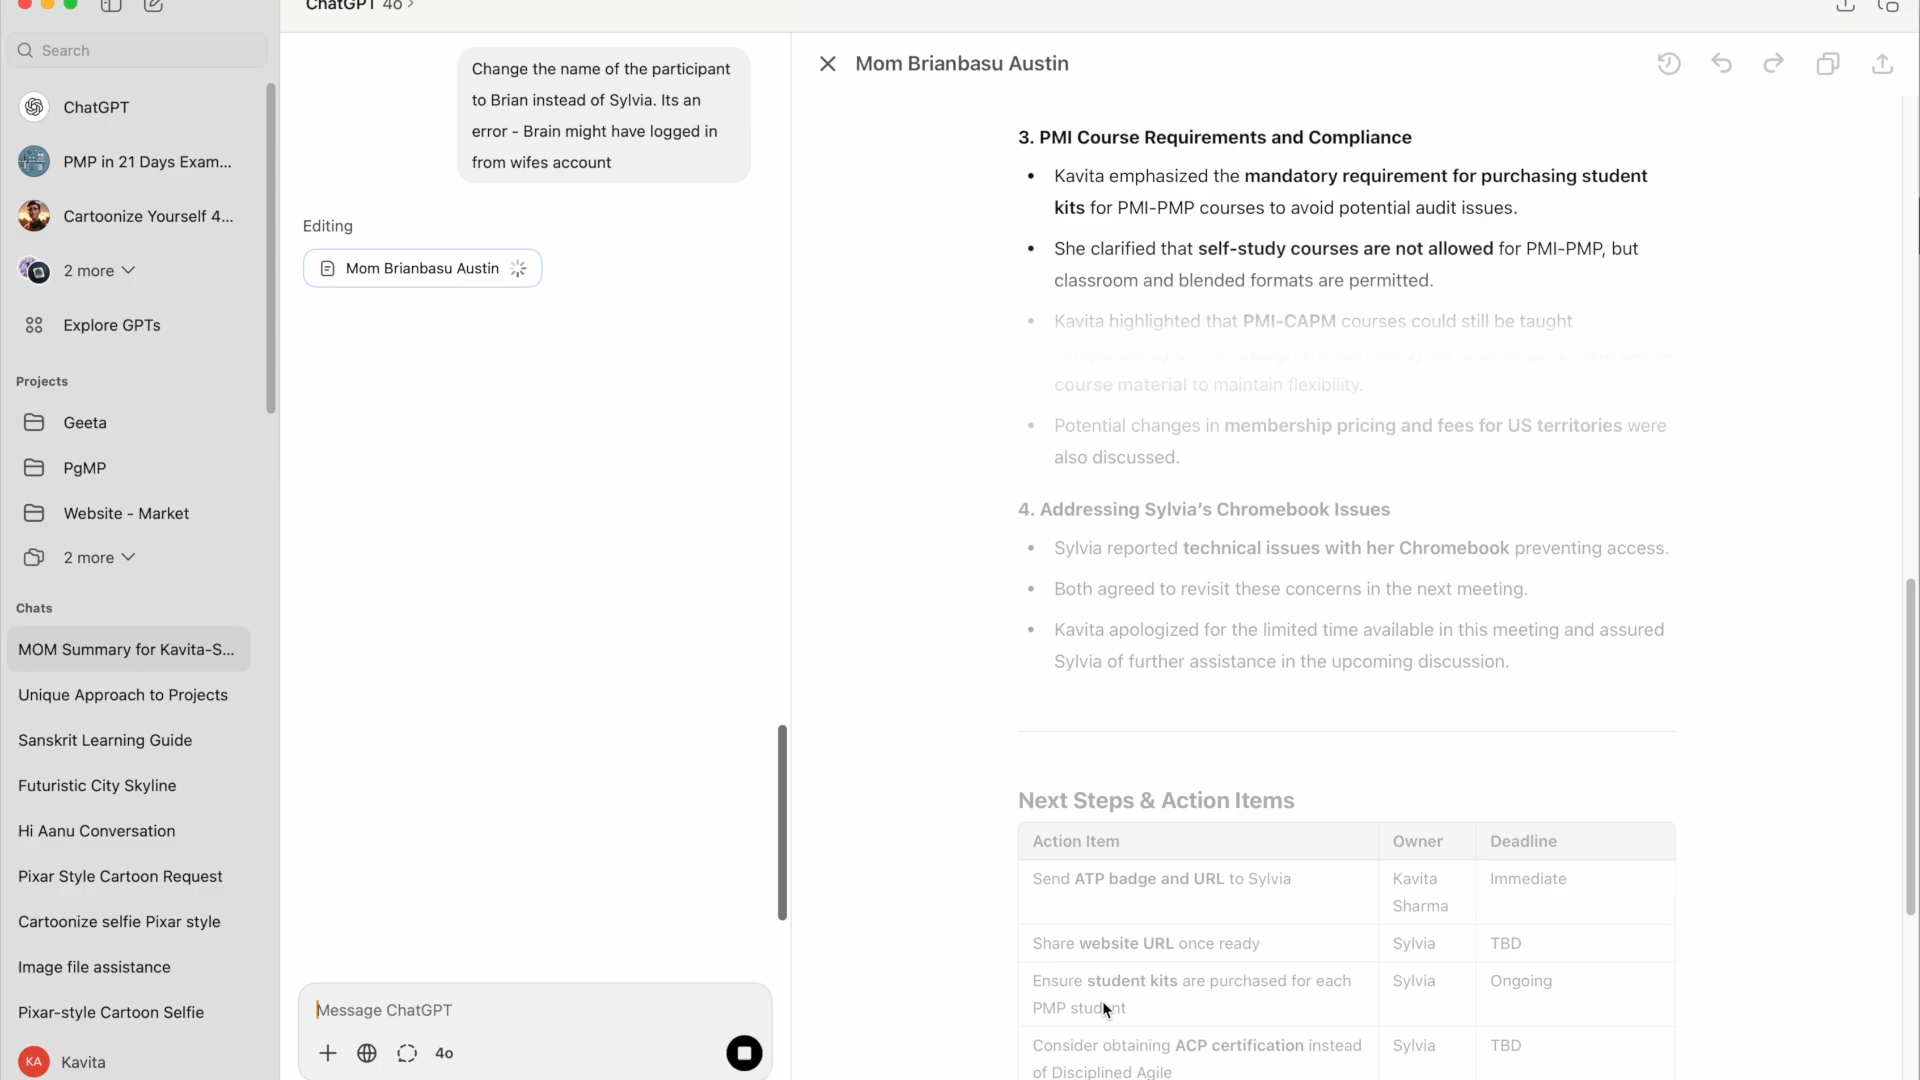 ChatGPT 4o >
Search
ChatGPT
PMP in 21 Days Exam...
Cartoonize Yourself 4...
2 more
Explore GPTs
Projects
Geeta
PgMP
Website - Market
2 more
Chats
MOM Summary for Kavita-S...
Unique Approach to Projects
Sanskrit Learning Guide
Futuristic City Skyline
Hi Aanu Conversation
Pixar Style Cartoon Request
Cartoonize selfie Pixar style
Image file assistance
Pixar-style Cartoon Selfie
KA Kavita
Change the name of the participant
to Brian instead of Sylvia. Its an
error - Brain might have logged in
from wifes account
Editing
Mom Brianbasu Austin
Message ChatGPT
4o
Mom Brianbasu Austin
3. PMI Course Requirements and Compliance
• Kavita emphasized the mandatory requirement for purchasing student
kits for PMI-PMP courses to avoid potential audit issues.
• She clarified that self-study courses are not allowed for PMI-PMP, but
classroom and blended formats are permitted.
• Kavita highlighted that PMI-CAPM courses could still be taught
course material to maintain flexibility.
• Potential changes in membership pricing and fees for US territories were
also discussed.
4. Addressing Sylvia's Chromebook Issues
• Sylvia reported technical issues with her Chromebook preventing access.
• Both agreed to revisit these concerns in the next meeting.
• Kavita apologized for the limited time available in this meeting and assured
Sylvia of further assistance in the upcoming discussion.
Next Steps & Action Items
Action Item Owner Deadline
Send ATP badge and URL to Sylvia Kavita Immediate
Sharma
Share website URL once ready Sylvia TBD
Ensure student kits are purchased for each Sylvia Ongoing
PMP student
Consider obtaining ACP certification instead Sylvia TBD
of Disciplined Agile